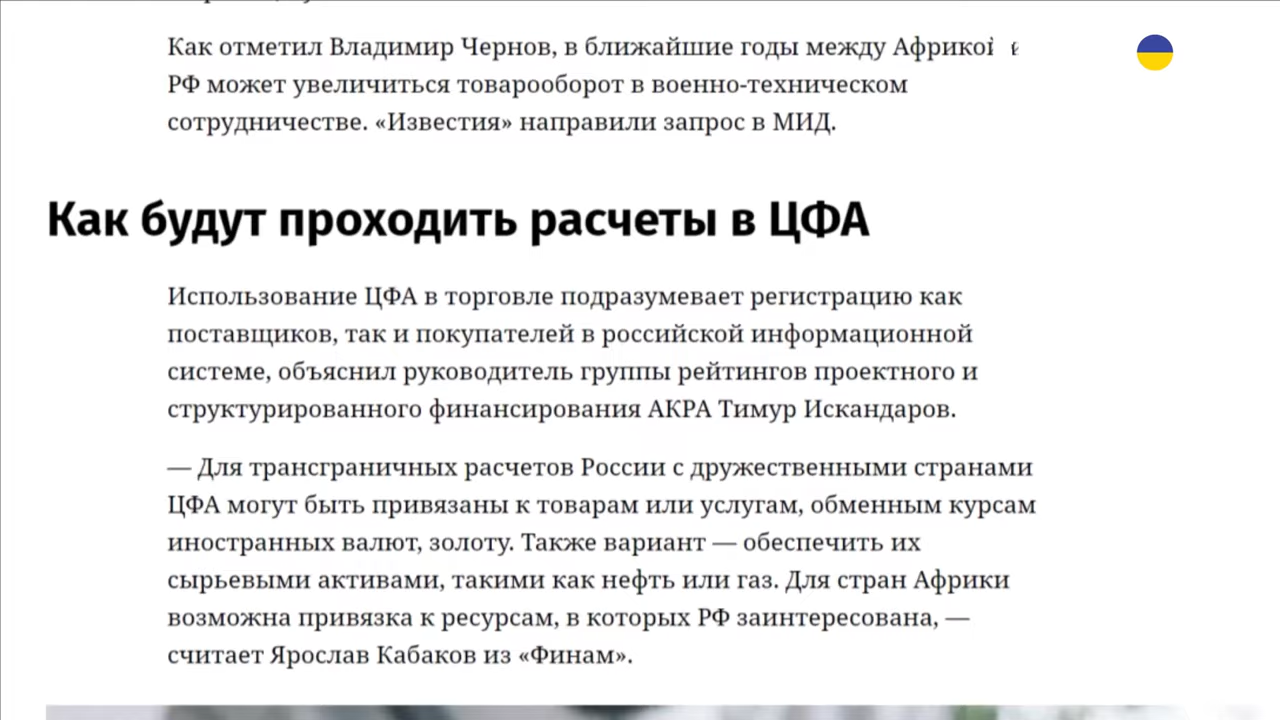 Как отметил Владимир Чернов, в ближайшие годы между Африкой и
РФ может увеличиться товарооборот в военно-техническом
сотрудничестве. «Известия» направили запрос в МИД.
Как будут проходить расчеты в ЦФА
Использование ЦФА в торговле подразумевает регистрацию как
поставщиков, так и покупателей в российской информационной
системе, объяснил руководитель группы рейтингов проектного и
структурированного финансирования АКРА Тимур Искандаров.
— Для трансграничных расчетов России с дружественными странами
ЦФА могут быть привязаны к товарам или услугам, обменным курсам
иностранных валют, золоту. Также вариант — обеспечить их
сырьевыми активами, такими как нефть или газ. Для стран Африки
возможна привязка к ресурсам, в которых РФ заинтересована, —
считает Ярослав Кабаков из «Финам».